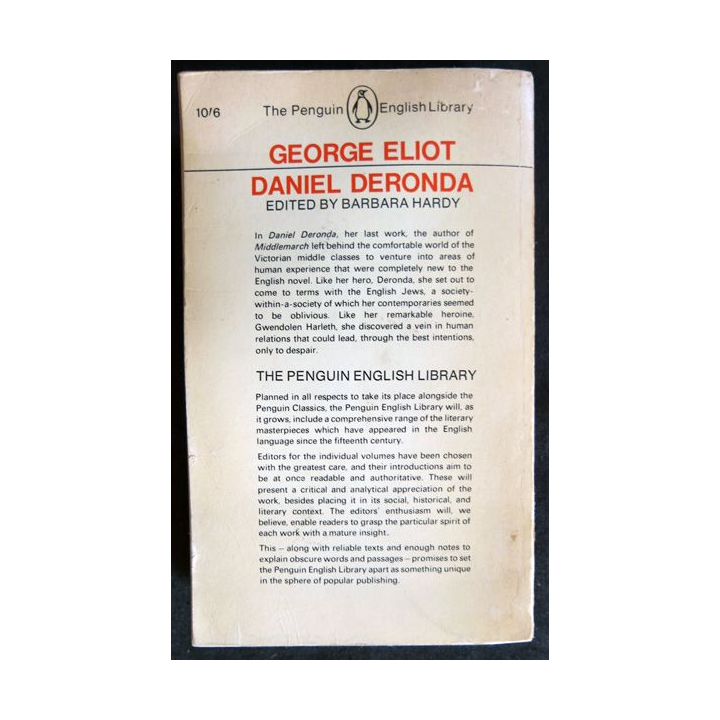 10/6
The Penguin English Library
GEORGE ELIOT
DANIEL DERONDA
EDITED BY BARBARA HARDY
In Daniel Deronda, her last work, the author of
Middlemarch left behind the comfortable world of the
Victorian middle classes to venture into areas of
human experience that were completely new to the
English novel. Like her hero, Deronda, she set out to
come to terms with the English Jews, a society-
within-a-society of which her contemporaries seemed
to be oblivious. Like her remarkable heroine,
Gwendolen Harleth, she discovered a vein in human
relations that could lead, through the best intentions,
only to despair.
THE PENGUIN ENGLISH LIBRARY
Planned in all respects to take its place alongside the
Penguin Classics, the Penguin English Library will, as
it grows, include a comprehensive range of the literary
masterpieces which have appeared in the English
language since the fifteenth century.
Editors for the individual volumes have been chosen
with the greatest care, and their introductions aim to
be at once readable and authoritative. These will
present a critical and analytical appreciation of the
work, besides placing it in its social, historical, and
literary context. The editors' enthusiasm will, we
believe, enable readers to grasp the particular spirit of
each work with a mature insight.
This – along with reliable texts and enough notes to
explain obscure words and passages – promises to set
the Penguin English Library apart as something unique
in the sphere of popular publishing.